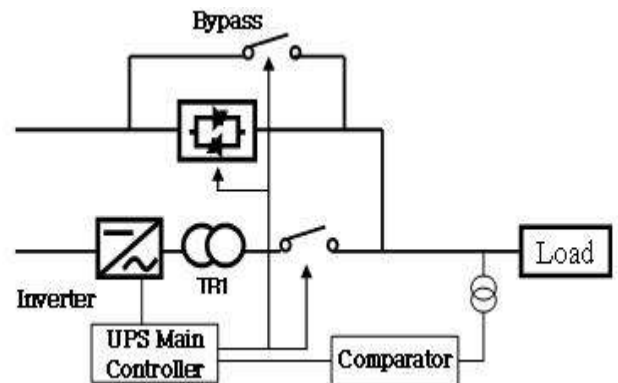 Bypass
Load
TR1
Inverter
UPS Main
Controller
Comparator